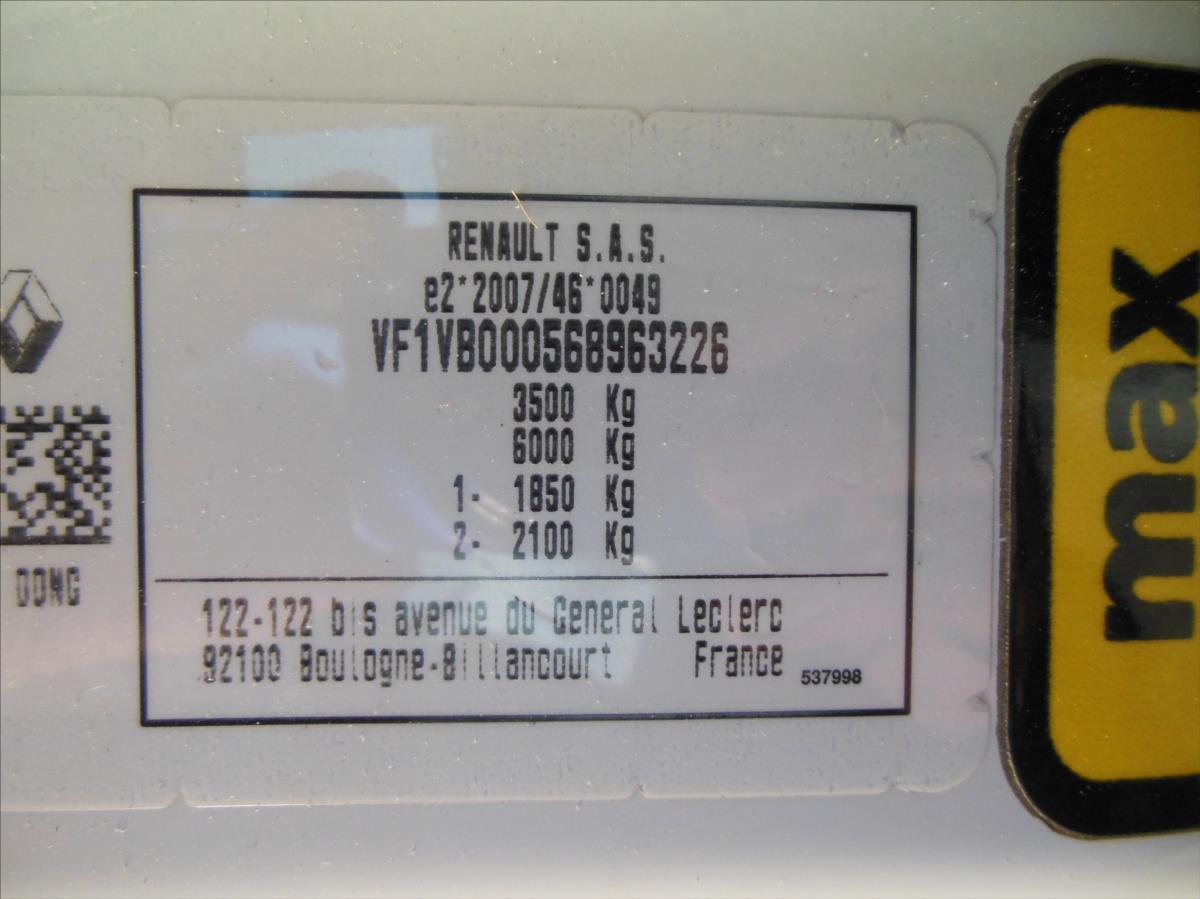 RENAULT S.A.S.
e2*2007/46*0049
VF1VB000568963226
3500 Kg
6000 Kg
1- 1850 Kg
2- 2100 Kg
DONG
122-122 bis avenue du General Leclerc
92100 Boulogne-Billancourt France 537998
max